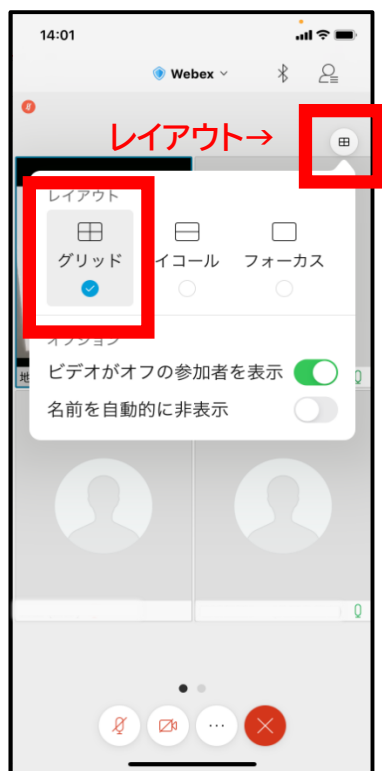 14:01
Webex
レイアウト→
レイアウト
グリッド
イコール
フォーカス
オプション
ビデオがオフの参加者を表示
地
名前を自動的に非表示